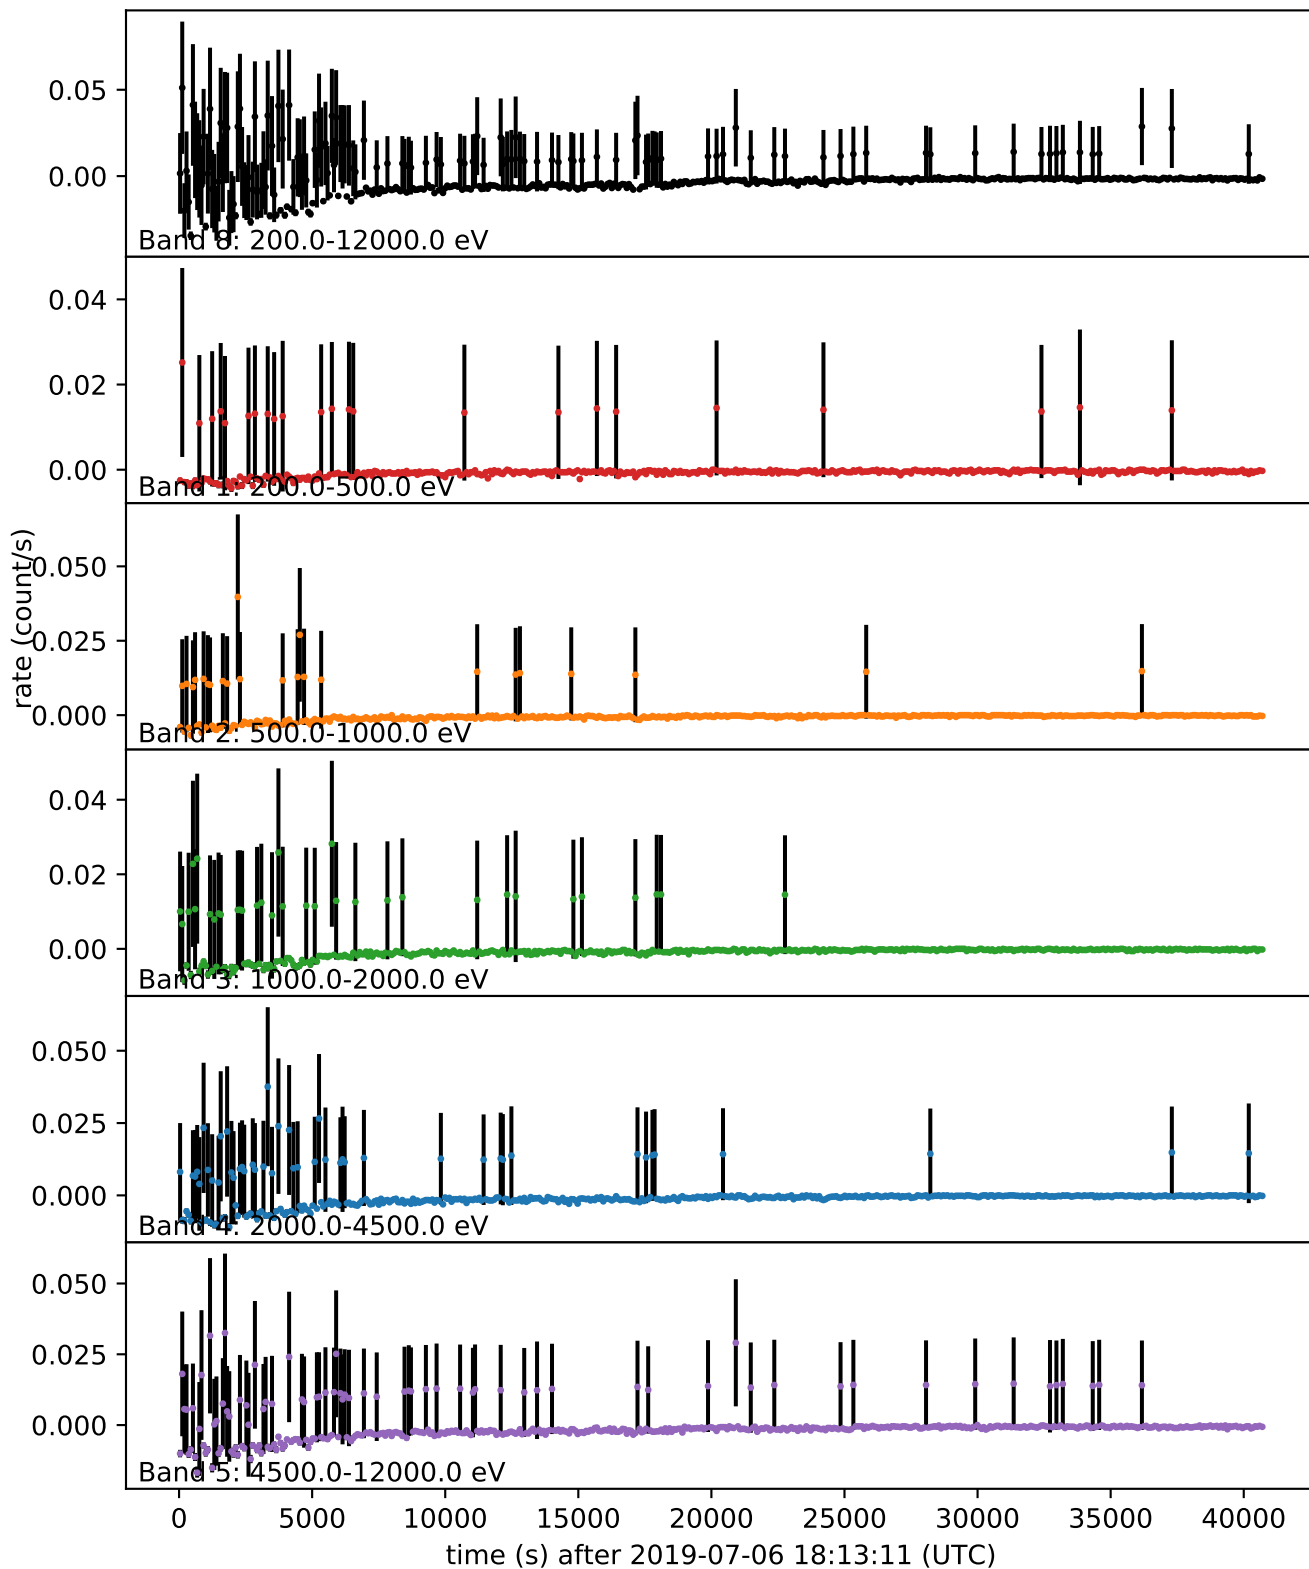 0.05
0.00
Band 8: 200.0-12000.0 eV
0.04
0.02
0.00
Band 1: 200.0-500.0 eV
rate (count/s)
0.050
0.025
0.000
Band 2: 500.0-1000.0 eV
0.04
0.02
0.00
Band 3: 1000.0-2000.0 eV
0.050
0.025
0.000
Band 4: 2000.0-4500.0 eV
0.050
0.025
0.000
Band 5: 4500.0-12000.0 eV
0 5000 10000 15000 20000 25000 30000 35000 40000
time (s) after 2019-07-06 18:13:11 (UTC)